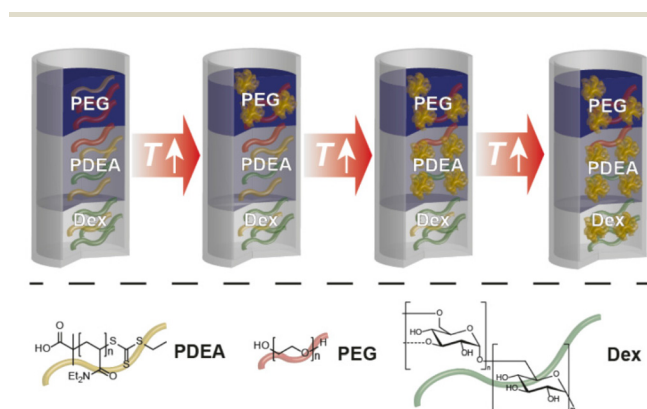 PEG PEG PEG PEG
T↑ T↑ T↑
PDEA PDEA PDEA PDEA
Dex Dex Dex Dex
O HO n S S S PDEA
Et2N O
HO O n H PEG
O O HO O OH O n O O HO HO OH O Dex